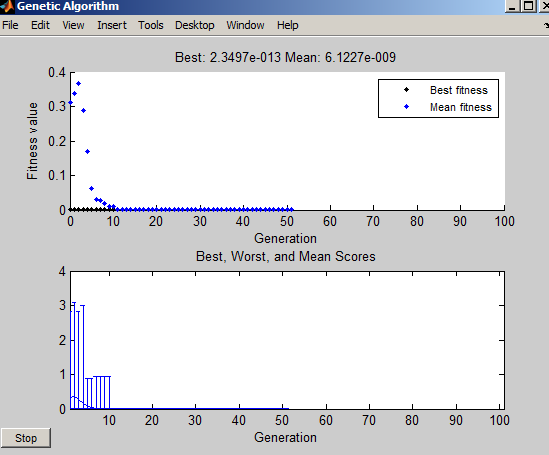 Genetic Algorithm
File Edit View Insert Tools Desktop Window Help
Best: 2.3497e-013 Mean: 6.1227e-009
0.4
0.3
0.2
0.1
0
Fitness value
Best fitness
Mean fitness
0 10 20 30 40 50 60 70 80 90 100
Generation
Best, Worst, and Mean Scores
4
3
2
1
0
10 20 30 40 50 60 70 80 90 100
Generation
Stop